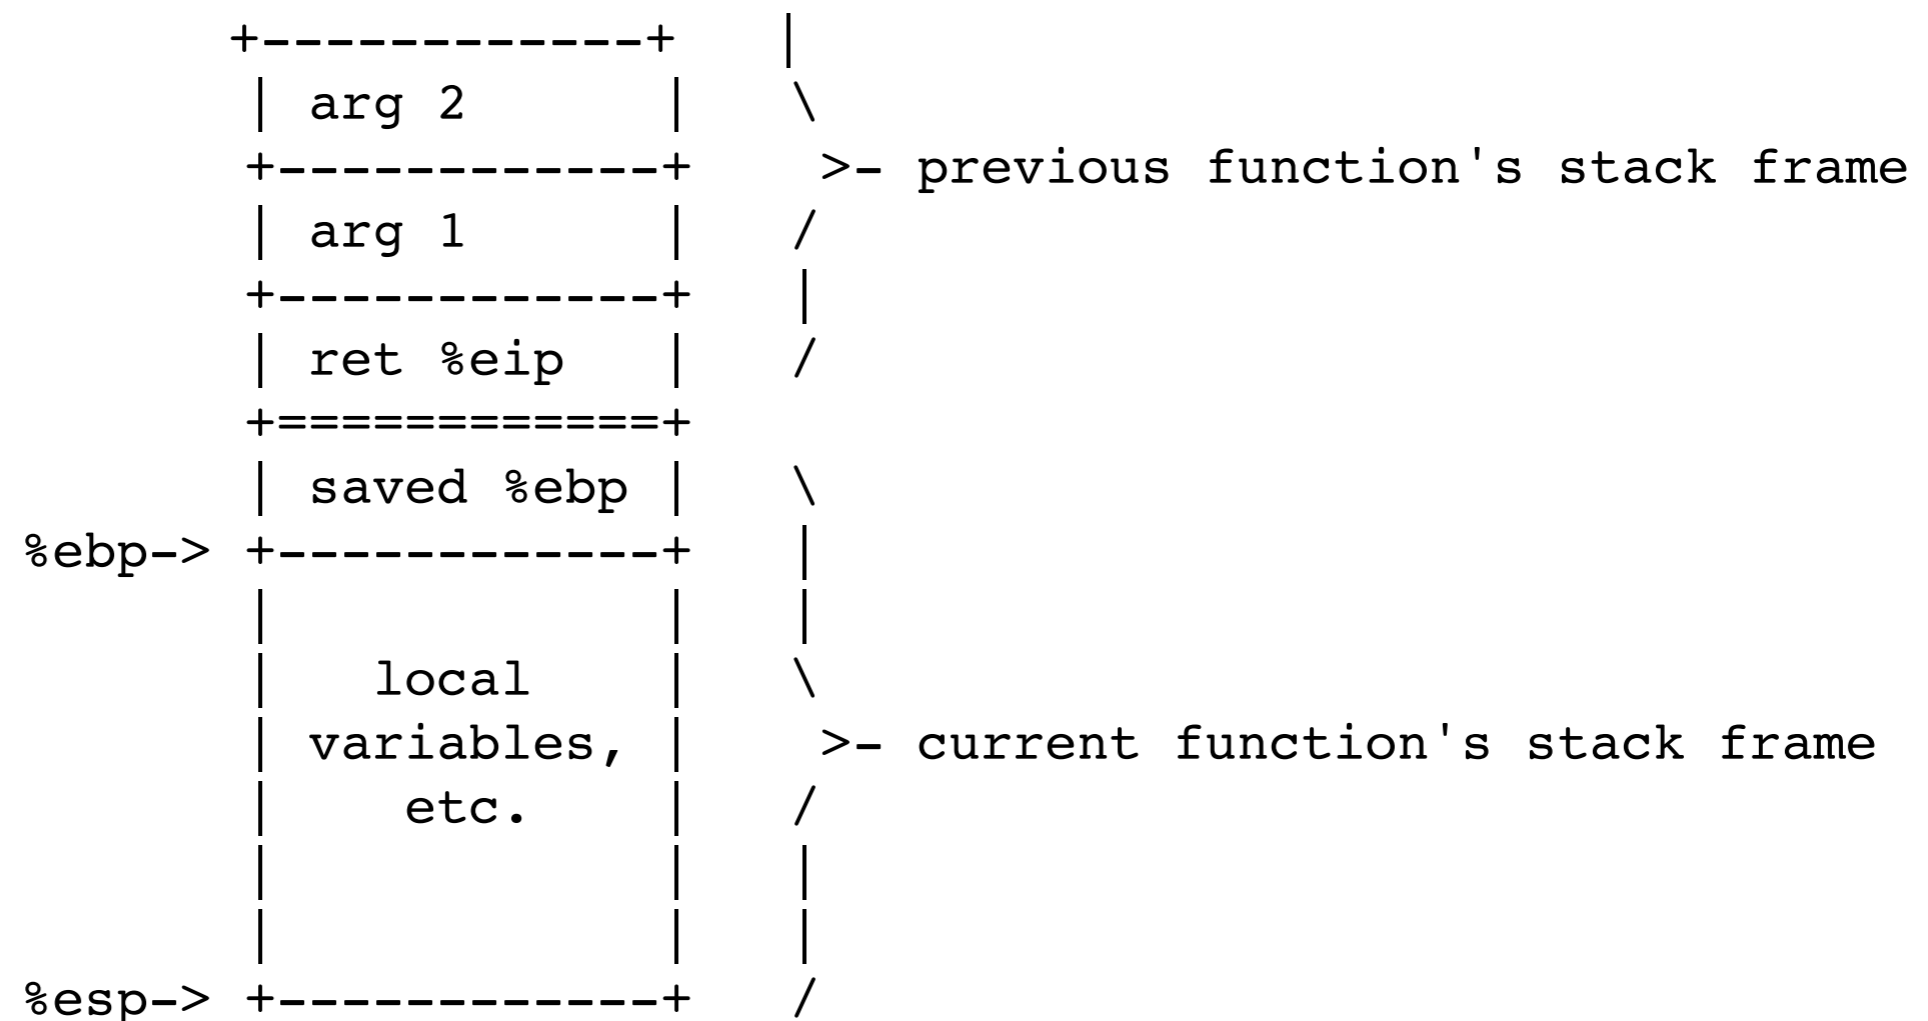 +------------+   |
| arg 2      |   \
+------------+    >- previous function's stack frame
| arg 1      |   /
+------------+   |
| ret %eip   |   /
+============+
| saved %ebp |   \
%ebp-> +------------+   |
|            |   |
|   local    |   \
| variables, |    >- current function's stack frame
|    etc.    |   /
|            |   |
|            |   |
%esp-> +------------+   /